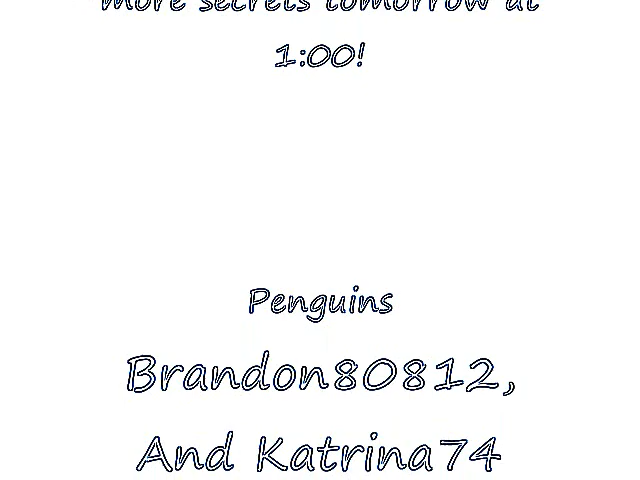 more secrets tomorrow at
1:00!
Penguins
Brandon80812,
And Katrina74